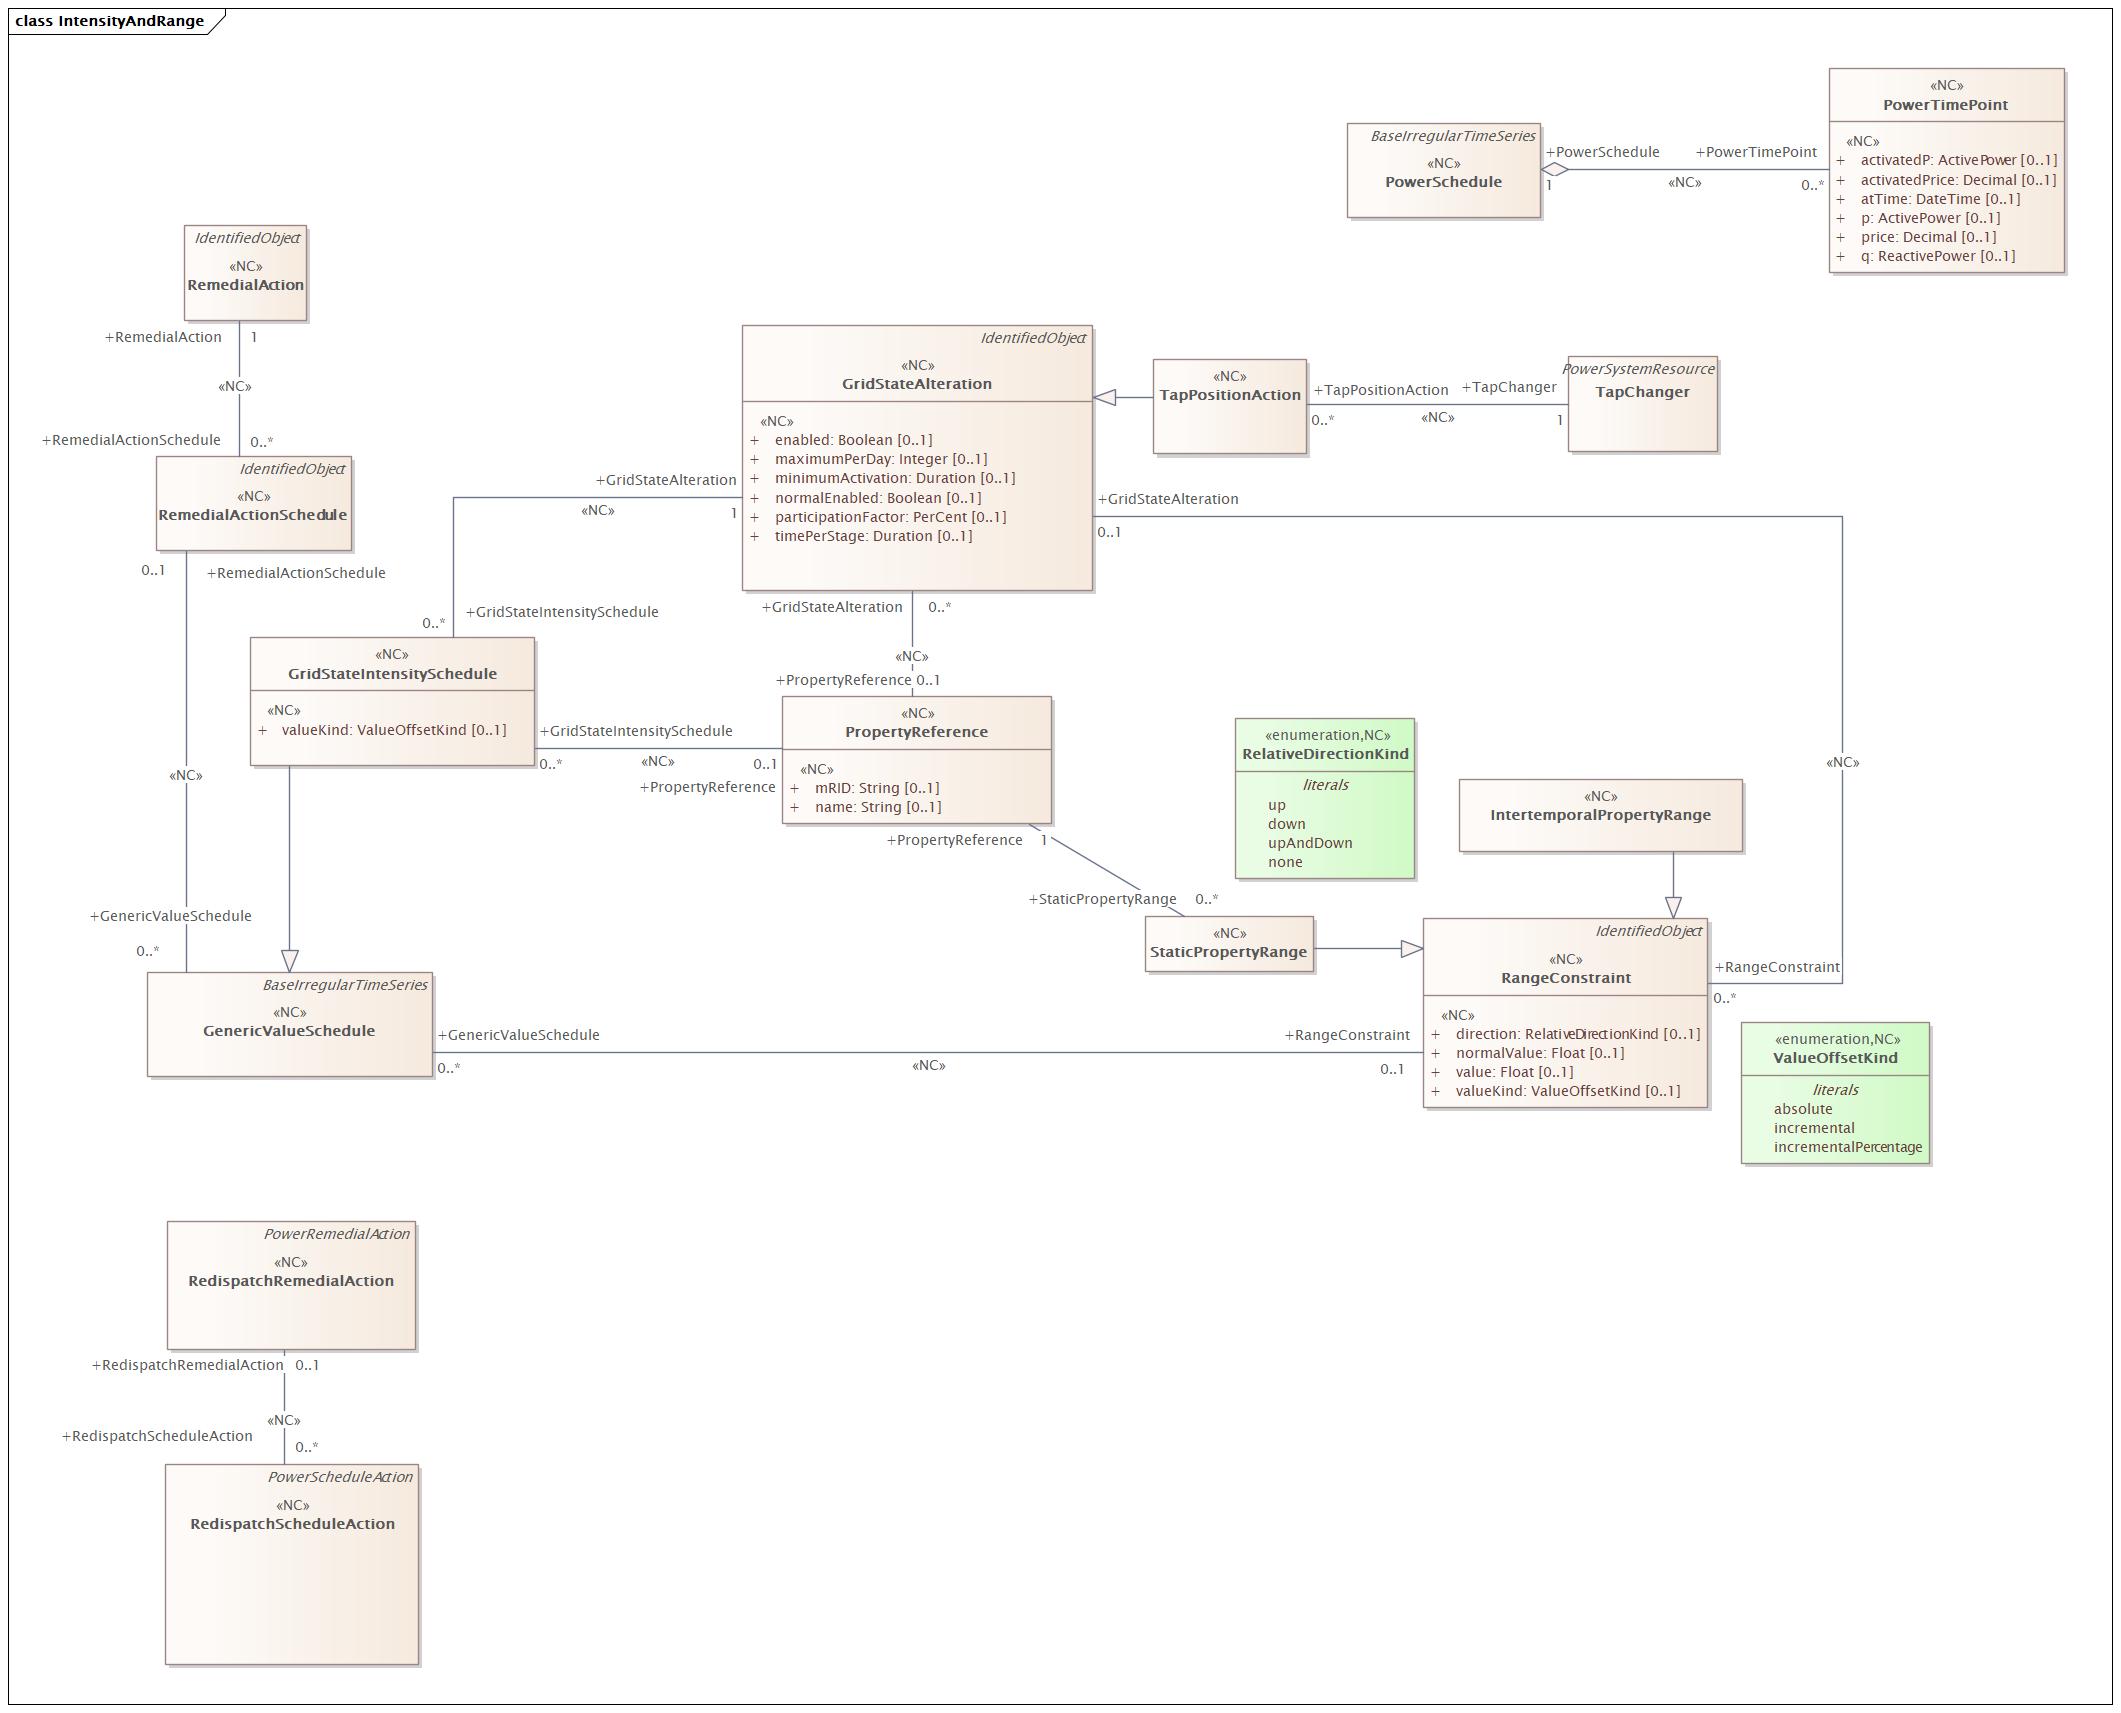 class IntensityAndRange
«NC»
PowerTimePoint
«NC»
+ activatedP: ActivePower [0..1]
+ activatedPrice: Decimal [0..1]
+ atTime: DateTime [0..1]
+ p: ActivePower [0..1]
+ price: Decimal [0..1]
+ q: ReactivePower [0..1]
BaseIrregularTimeSeries
«NC»
PowerSchedule
+PowerSchedule
+PowerTimePoint
1
«NC»
0..*
IdentifiedObject
«NC»
RemedialAction
+RemedialAction
1
«NC»
+RemedialActionSchedule
0..*
IdentifiedObject
«NC»
RemedialActionSchedule
0..1
+RemedialActionSchedule
IdentifiedObject
«NC»
GridStateAlteration
«NC»
+ enabled: Boolean [0..1]
+ maximumPerDay: Integer [0..1]
+ minimumActivation: Duration [0..1]
+ normalEnabled: Boolean [0..1]
+ participationFactor: PerCent [0..1]
+ timePerStage: Duration [0..1]
«NC»
TapPositionAction
+TapPositionAction
+TapChanger
0..*
«NC»
1
PowerSystemResource
TapChanger
+GridStateAlteration
«NC»
1
+GridStateAlteration
0..1
+GridStateIntensitySchedule
0..*
+GridStateAlteration
0..*
«NC»
+PropertyReference
0..1
«NC»
GridStateIntensitySchedule
«NC»
+ valueKind: ValueOffsetKind [0..1]
+GridStateIntensitySchedule
0..*
«NC»
0..1
+PropertyReference
«NC»
PropertyReference
«NC»
+ mRID: String [0..1]
+ name: String [0..1]
«enumeration,NC»
RelativeDirectionKind
literals
up
down
upAndDown
none
«NC»
IntertemporalPropertyRange
«NC»
«NC»
+PropertyReference
1
+StaticPropertyRange
0..*
«NC»
StaticPropertyRange
+GenericValueSchedule
0..*
BaseIrregularTimeSeries
«NC»
GenericValueSchedule
+GenericValueSchedule
0..*
«NC»
+RangeConstraint
0..1
IdentifiedObject
«NC»
RangeConstraint
«NC»
+ direction: RelativeDirectionKind [0..1]
+ normalValue: Float [0..1]
+ value: Float [0..1]
+ valueKind: ValueOffsetKind [0..1]
+RangeConstraint
0..*
«enumeration,NC»
ValueOffsetKind
literals
absolute
incremental
incrementalPercentage
PowerRemedialAction
«NC»
RedispatchRemedialAction
+RedispatchRemedialAction
0..1
«NC»
+RedispatchScheduleAction
0..*
PowerScheduleAction
«NC»
RedispatchScheduleAction